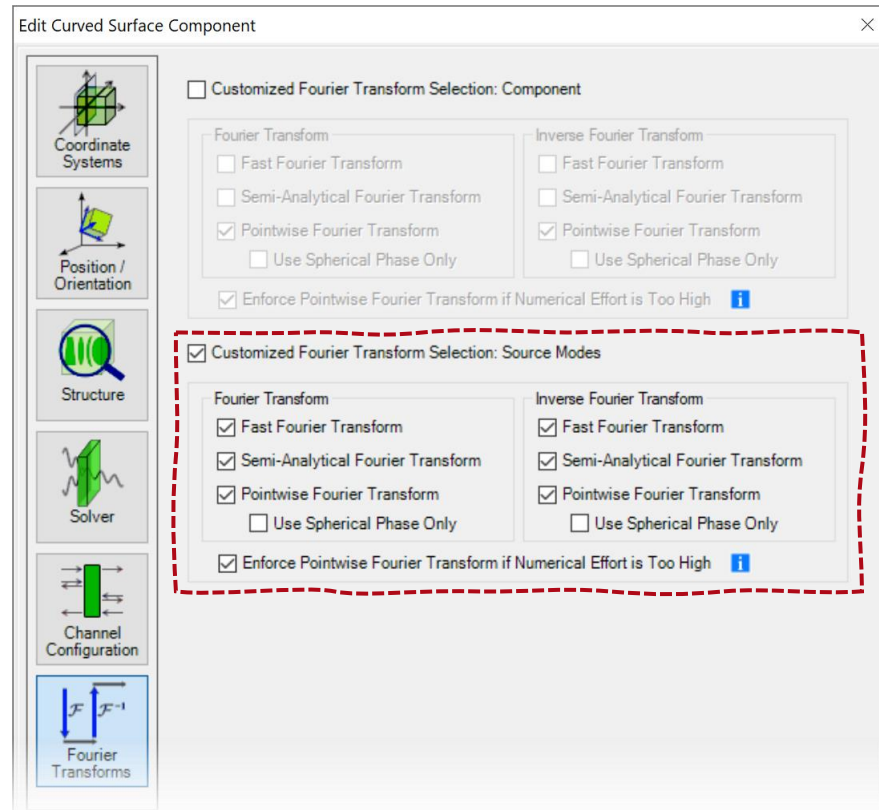 Edit Curved Surface Component
Coordinate
Systems
Position /
Orientation
Structure
Solver
Channel
Configuration
ℱ ℱ⁻¹
Fourier
Transforms
Customized Fourier Transform Selection: Component
Fourier Transform
Fast Fourier Transform
Semi-Analytical Fourier Transform
Pointwise Fourier Transform
Use Spherical Phase Only
Inverse Fourier Transform
Fast Fourier Transform
Semi-Analytical Fourier Transform
Pointwise Fourier Transform
Use Spherical Phase Only
Enforce Pointwise Fourier Transform if Numerical Effort is Too High
Customized Fourier Transform Selection: Source Modes
Fourier Transform
Fast Fourier Transform
Semi-Analytical Fourier Transform
Pointwise Fourier Transform
Use Spherical Phase Only
Inverse Fourier Transform
Fast Fourier Transform
Semi-Analytical Fourier Transform
Pointwise Fourier Transform
Use Spherical Phase Only
Enforce Pointwise Fourier Transform if Numerical Effort is Too High